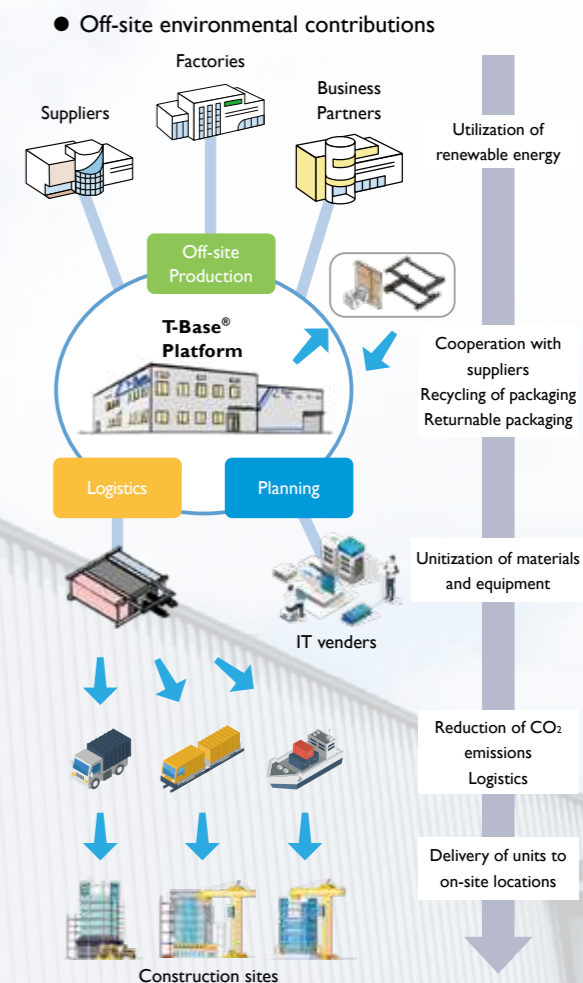 ● Off-site environmental contributions
Factories
Suppliers
Business
Partners
Utilization of
renewable energy
Off-site
Production
T-Base®
Platform
Cooperation with
suppliers
Recycling of packaging
Returnable packaging
Logistics
Planning
Unitization of materials
and equipment
IT venders
Reduction of CO₂
emissions
Logistics
Delivery of units to
on-site locations
Construction sites